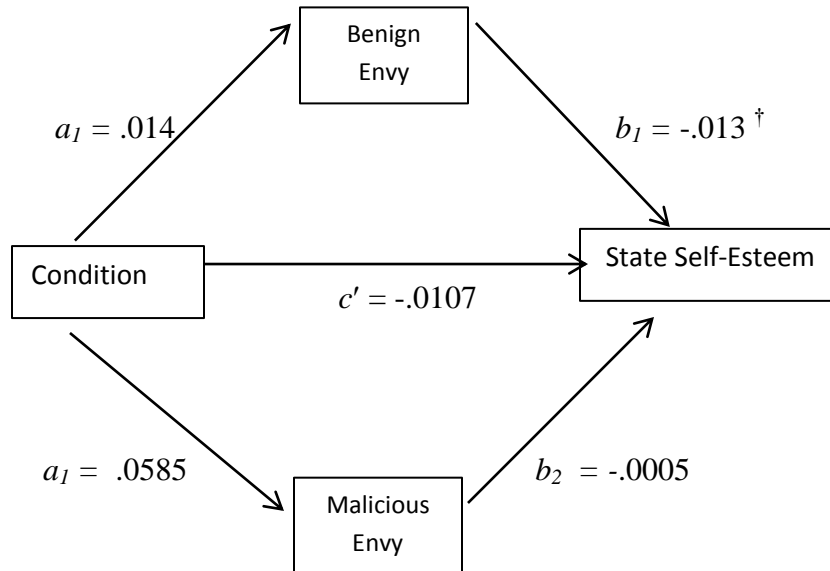 Benign
Envy
a₁ = .014
b₁ = -.013 †
Condition
State Self-Esteem
c′ = -.0107
a₁ = .0585
b₂ = -.0005
Malicious
Envy